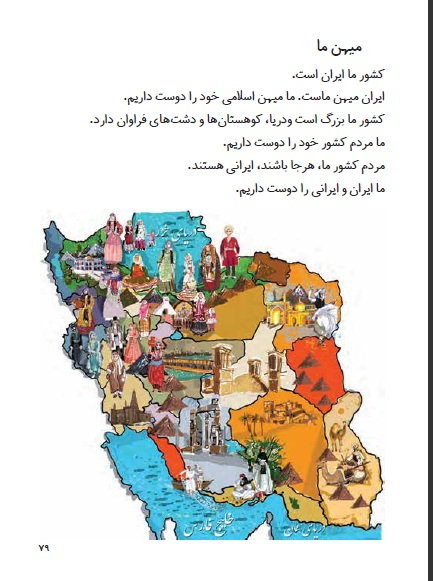 میهن ما
کشور ما ایران است.
ایران میهن ماست. ما میهن اسلامی خود را دوست داریم.
کشور ما بزرگ است ودریا، کوهستان‌ها و دشت‌های فراوان دارد.
ما مردم کشور خود را دوست داریم.
مردم کشور ما، هرجا باشند، ایرانی هستند.
ما ایران و ایرانی را دوست داریم.
دریای خزر
خلیج فارس
دریای عمان
۷۹